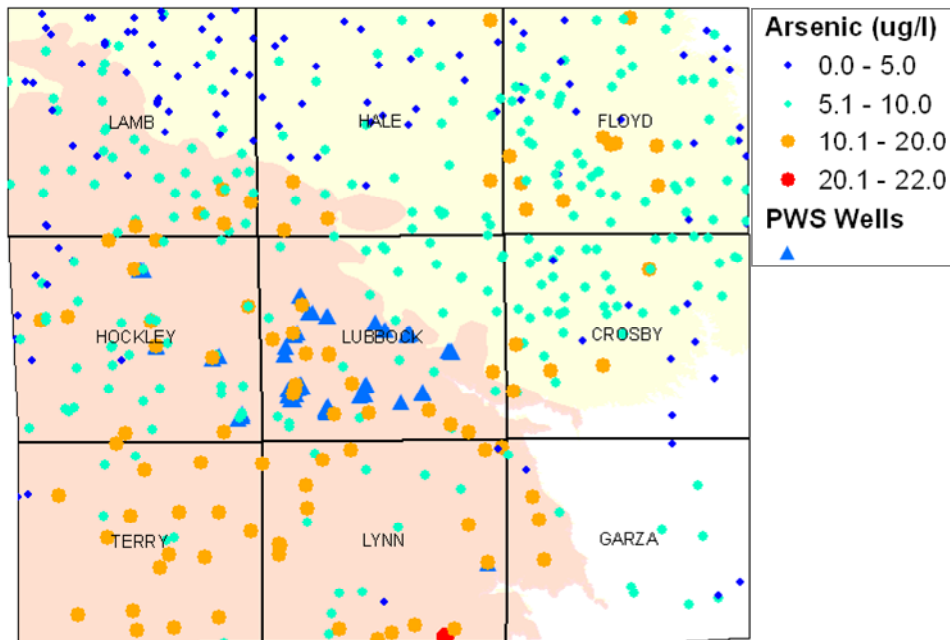 Arsenic (ug/l)
0.0 - 5.0
5.1 - 10.0
10.1 - 20.0
20.1 - 22.0
PWS Wells
LAMB
HALE
FLOYD
HOCKLEY
LUBBOCK
CROSBY
TERRY
LYNN
GARZA